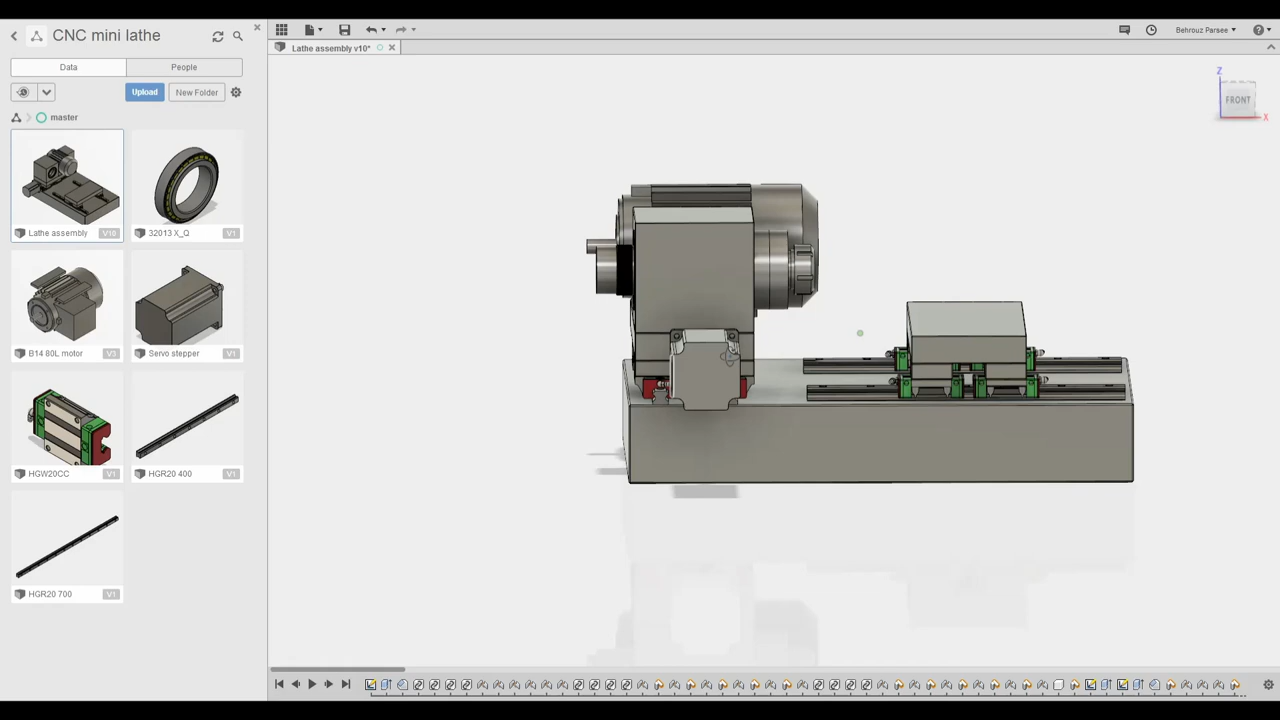 CNC mini lathe
Data
People
Upload
New Folder
master
Lathe assembly V10
32013 X_Q V1
B14 80L motor V3
Servo stepper V1
HGW20CC V1
HGR20 400 V1
HGR20 700 V1
Behrouz Parsee
Lathe assembly v10*
Z
FRONT
X